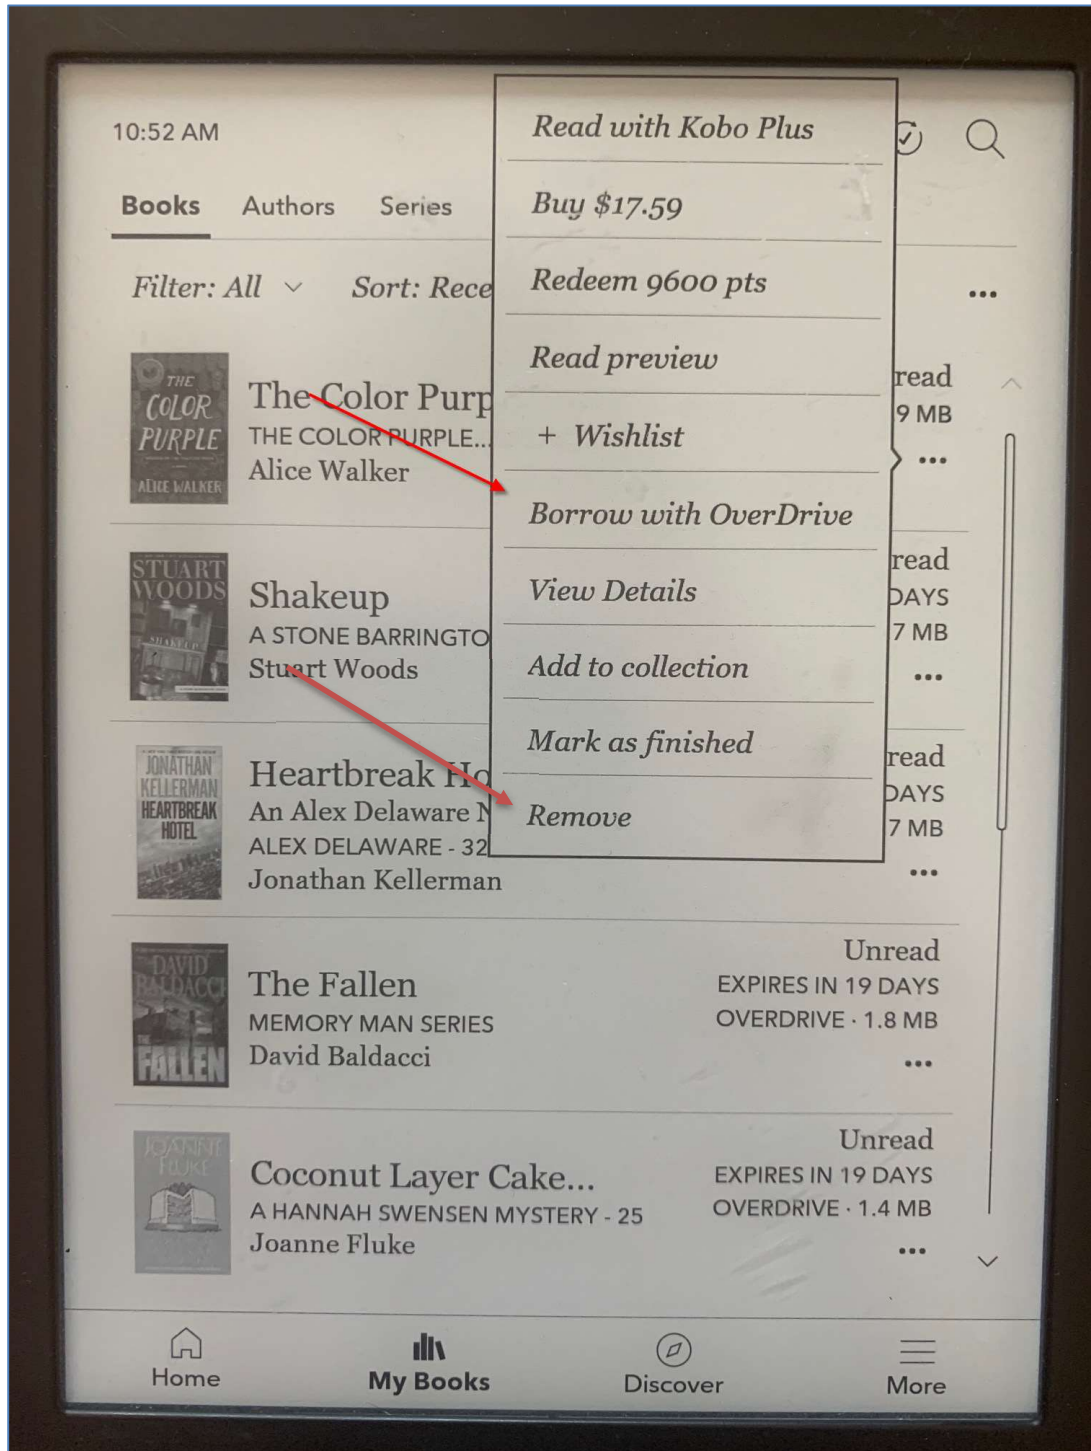 10:52 AM
Books Authors Series
Filter: All Sort: Rece
...
Read with Kobo Plus
Buy $17.59
Redeem 9600 pts
Read preview
+ Wishlist
Borrow with OverDrive
View Details
Add to collection
Mark as finished
Remove
THE
COLOR
PURPLE
ALICE WALKER
The Color Purp
THE COLOR PURPLE...
Alice Walker
read
9 MB
...
STUART
WOODS
SHAKEUP
Shakeup
A STONE BARRINGTO
Stuart Woods
read
DAYS
7 MB
...
JONATHAN
KELLERMAN
HEARTBREAK
HOTEL
Heartbreak Ho
An Alex Delaware N
ALEX DELAWARE - 32
Jonathan Kellerman
read
DAYS
7 MB
...
DAVID
BALDACCI
THE
FALLEN
The Fallen
MEMORY MAN SERIES
David Baldacci
Unread
EXPIRES IN 19 DAYS
OVERDRIVE · 1.8 MB
...
JOANNE
FLUKE
Coconut Layer Cake...
A HANNAH SWENSEN MYSTERY - 25
Joanne Fluke
Unread
EXPIRES IN 19 DAYS
OVERDRIVE · 1.4 MB
...
Home My Books Discover More